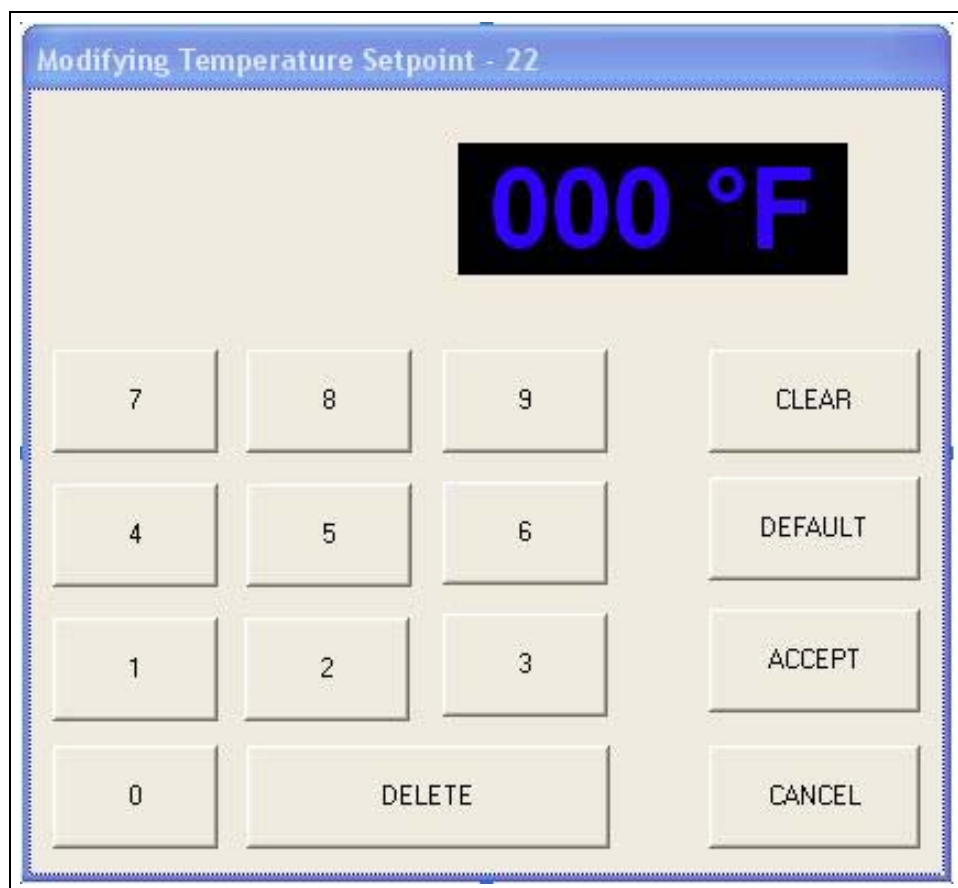 Modifying Temperature Setpoint - 22
000 °F
7 8 9 CLEAR
4 5 6 DEFAULT
1 2 3 ACCEPT
0 DELETE CANCEL